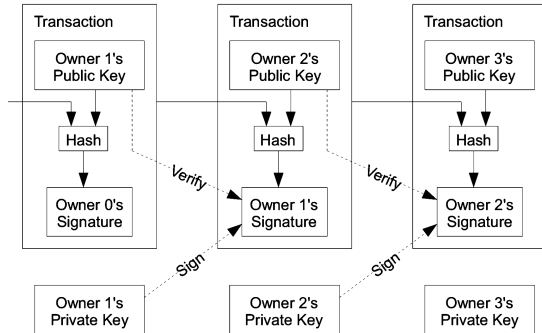 Transaction
Transaction
Transaction
Owner 1's
Public Key
Owner 2's
Public Key
Owner 3's
Public Key
Hash
Hash
Hash
Verify
Verify
Owner 0's
Signature
Owner 1's
Signature
Owner 2's
Signature
Sign
Sign
Owner 1's
Private Key
Owner 2's
Private Key
Owner 3's
Private Key